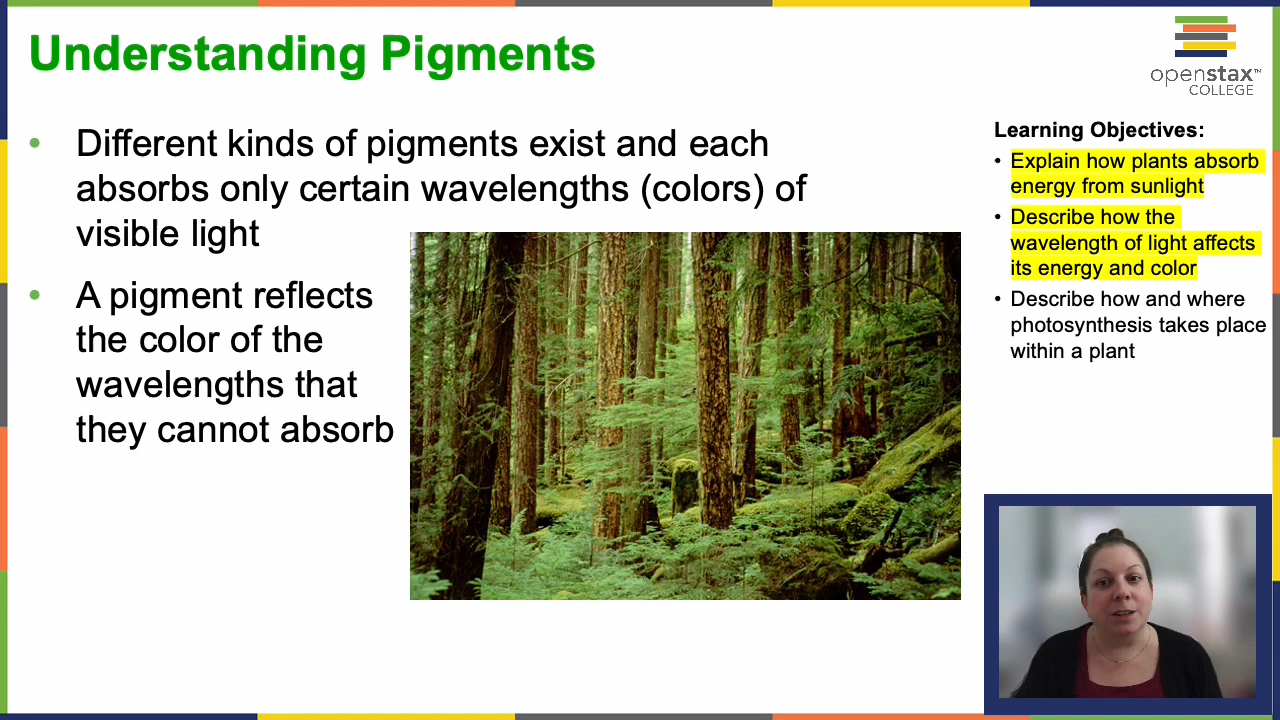 Understanding Pigments
openstax™
COLLEGE
• Different kinds of pigments exist and each
absorbs only certain wavelengths (colors) of
visible light
• A pigment reflects
the color of the
wavelengths that
they cannot absorb
Learning Objectives:
• Explain how plants absorb
energy from sunlight
• Describe how the
wavelength of light affects
its energy and color
• Describe how and where
photosynthesis takes place
within a plant